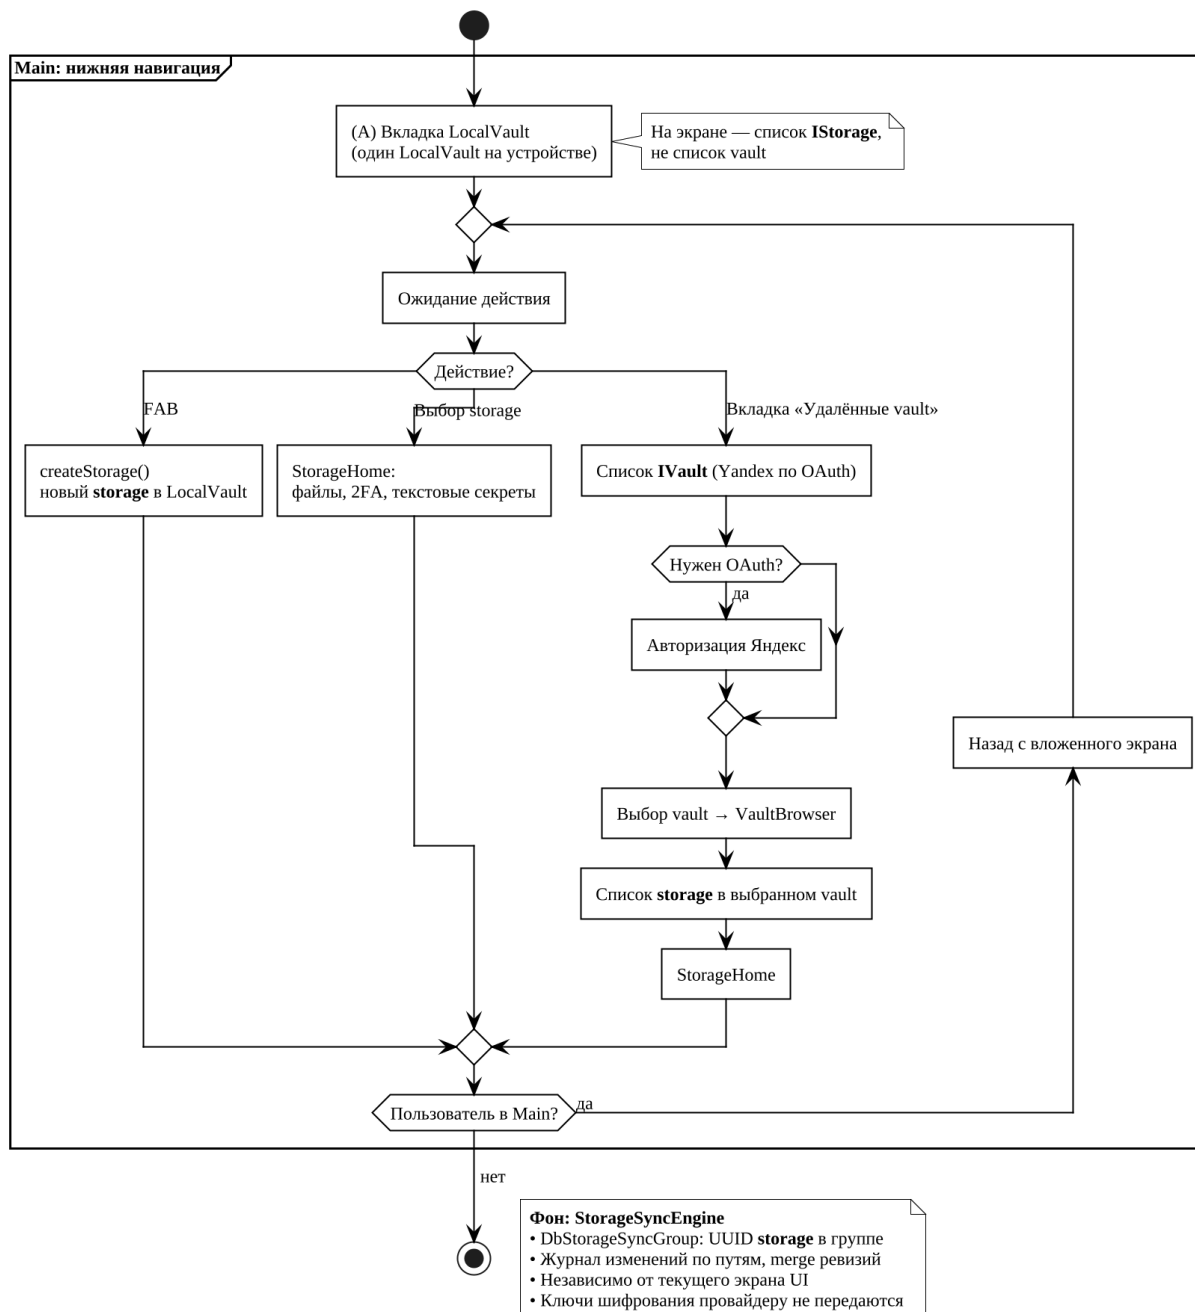 Main: нижняя навигация
(A) Вкладка LocalVault
(один LocalVault на устройстве)
На экране — список IStorage,
не список vault
Ожидание действия
Действие?
FAB
Выбор storage
Вкладка «Удалённые vault»
createStorage()
новый storage в LocalVault
StorageHome:
файлы, 2FA, текстовые секреты
Список IVault (Yandex по OAuth)
Нужен OAuth?
да
Авторизация Яндекс
Назад с вложенного экрана
Выбор vault → VaultBrowser
Список storage в выбранном vault
StorageHome
Пользователь в Main?
да
нет
Фон: StorageSyncEngine
• DbStorageSyncGroup: UUID storage в группе
• Журнал изменений по путям, merge ревизий
• Независимо от текущего экрана UI
• Ключи шифрования провайдеру не передаются